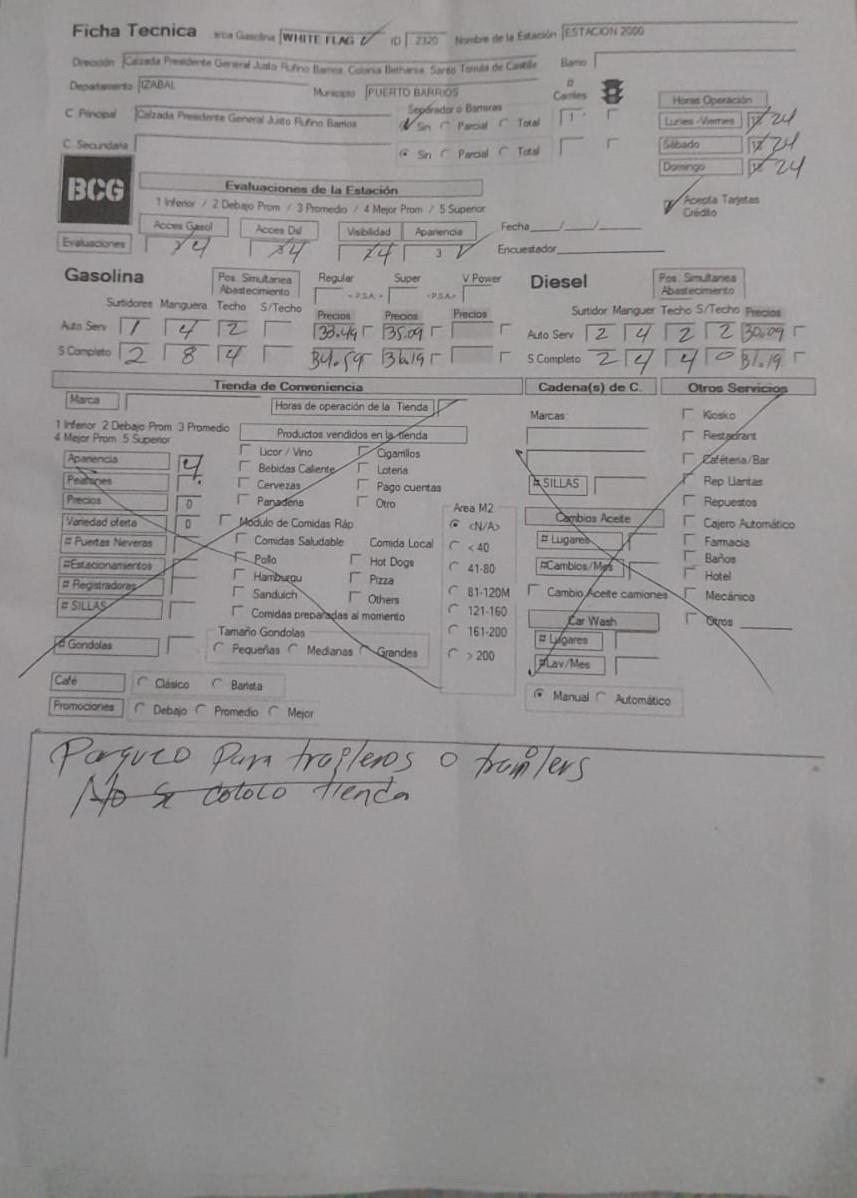 Ficha Tecnica Gasolina WHITE FLAG ID 2320 Nombre de la Estación ESTACION 2000
Dirección Calzada Presidente General Justo Rufino Barrios, Colonia Bethania, Santo Tomás de Castilla Barrio
Departamento IZABAL Municipio PUERTO BARRIOS # Carriles
Horas Operación
C. Principal Calzada Presidente General Justo Rufino Barrios Separador o Barreras Sin Parcial Total 1 Lunes -Viernes 24
Sábado 24
C. Secundaria Sin Parcial Total
Domingo 24
BCG
Evaluaciones de la Estación
1 Inferior / 2 Debajo Prom / 3 Promedio / 4 Mejor Prom / 5 Superior
Acepta Tarjetas Crédito
Acces Gasol Acces Dsl Visibilidad Apariencia Fecha___/___/___
Evaluaciones 4 4 4 3 Encuestador
Gasolina Pos. Simultanea Abastecimiento Regular Super V Power Diesel Pos. Simultanea Abastecimiento
< P.S.A. > <P.S.A.>
Surtidores Manguera Techo S/Techo Precios Precios Precios Surtidor Manguer Techo S/Techo Precios
Auto Serv 1 4 2 33.49 35.09 Auto Serv 2 4 2 2 30.09
S Completo 2 8 4 34.59 36.19 S Completo 2 4 4 0 31.19
Tienda de Conveniencia Cadena(s) de C. Otros Servicios
Marca Horas de operación de la Tienda
1 Inferior 2 Debajo Prom 3 Promedio
4 Mejor Prom 5 Superior
Productos vendidos en la tienda
Apariencia 4
Peatones
Precios 0
Variedad oferta 0
# Puertas Neveras
#Estacionamientos
# Registradoras
# SILLAS
# Gondolas
Licor / Vino Cigarrillos
Bebidas Caliente Loteria
Cervezas Pago cuentas
Panaderia Otro
Modulo de Comidas Ráp
Comidas Saludable Comida Local
Pollo Hot Dogs
Hamburgu Pizza
Sanduich Others
Comidas preparadas al momento
Tamaño Gondolas
Pequeñas Medianas Grandes
Area M2
<N/A>
< 40
41-80
81-120M
121-160
161-200
> 200
Marcas:
# SILLAS
Cambios Aceite
# Lugares
#Cambios/Mes
Cambio Aceite camiones
Car Wash
# Lugares
#Lav/Mes
Manual Automático
Kiosko
Restaurant
Cafétería/Bar
Rep Llantas
Repuestos
Cajero Automático
Farmacia
Baños
Hotel
Mecánica
Otros
Café Clásico Barista
Promociones Debajo Promedio Mejor
Parqueo para traileros o trailers
No se coloco tienda